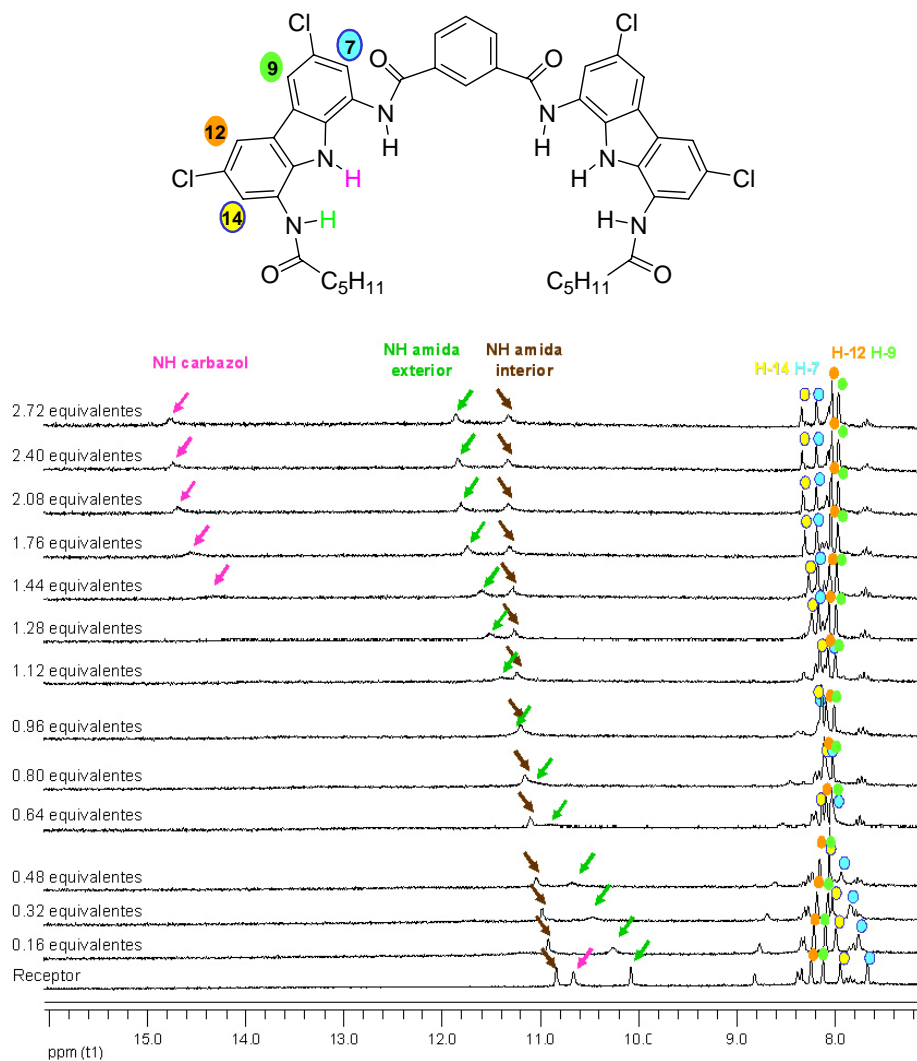 Cl
Cl
7
9
O
O
12
N
N
H
H
N
N
Cl
H
H
Cl
14
N
H
H
N
O
C5H11
C5H11
O
NH amida
exterior
NH amida
interior
H-12 H-9
NH carbazol
H-14 H-7
2.72 equivalentes
2.40 equivalentes
2.08 equivalentes
1.76 equivalentes
1.44 equivalentes
1.28 equivalentes
1.12 equivalentes
0.96 equivalentes
0.80 equivalentes
0.64 equivalentes
0.48 equivalentes
0.32 equivalentes
0.16 equivalentes
Receptor
15.0 14.0 13.0 12.0 11.0 10.0 9.0 8.0
ppm (t1)